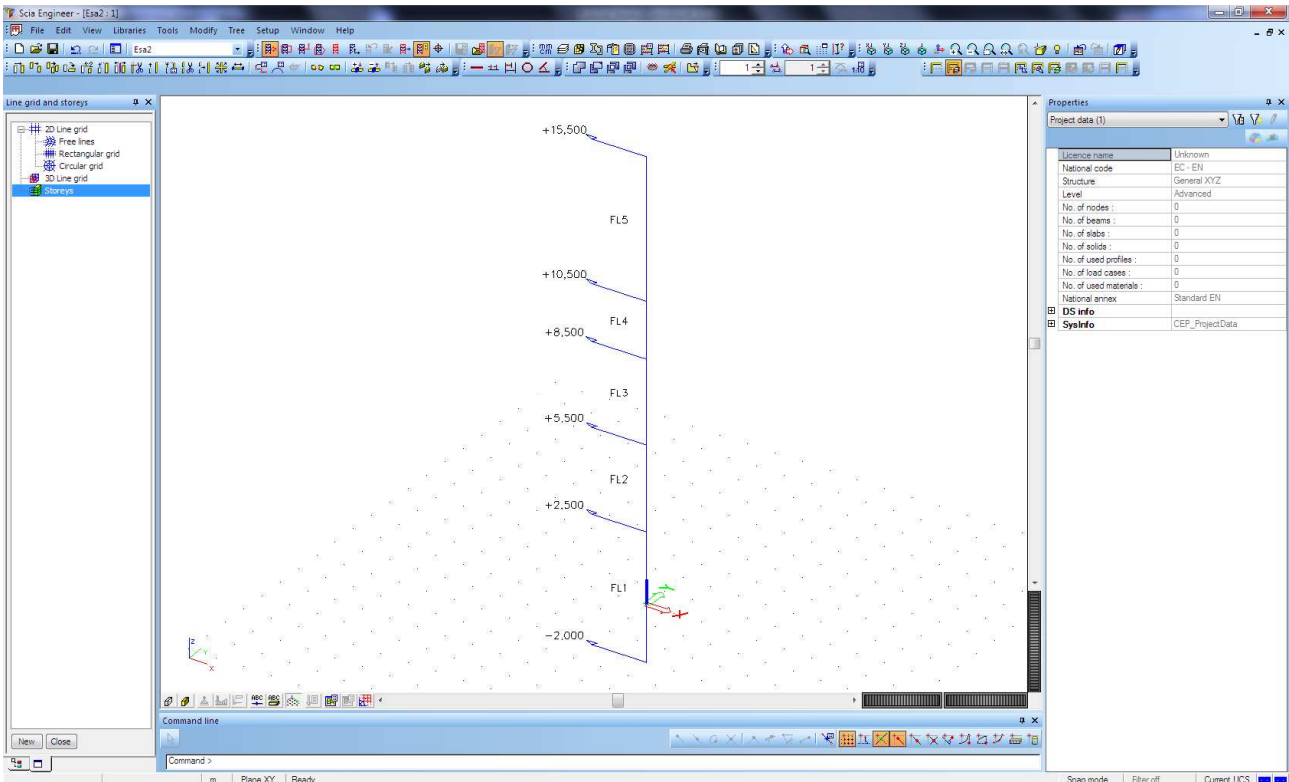 Scia Engineer - [Esa2 : 1]
File Edit View Libraries Tools Modify Tree Setup Window Help
Esa2
1
1
Line grid and storeys
2D Line grid
Free lines
Rectangular grid
Circular grid
3D Line grid
Storeys
New Close
+15,500
FL5
+10,500
FL4
+8,500
FL3
+5,500
FL2
+2,500
FL1
-2,000
Y
X
Z
Y
X
ABC ABC
Command line
Command >
Properties
Project data (1)
Licence name Unknown
National code EC - EN
Structure General XYZ
Level Advanced
No. of nodes : 0
No. of beams : 0
No. of slabs : 0
No. of solids : 0
No. of used profiles : 0
No. of load cases : 0
No. of used materials : 0
National annex Standard EN
DS info
SysInfo CEP_ProjectData
m Plane XY Ready Snap mode Filter off Current UCS